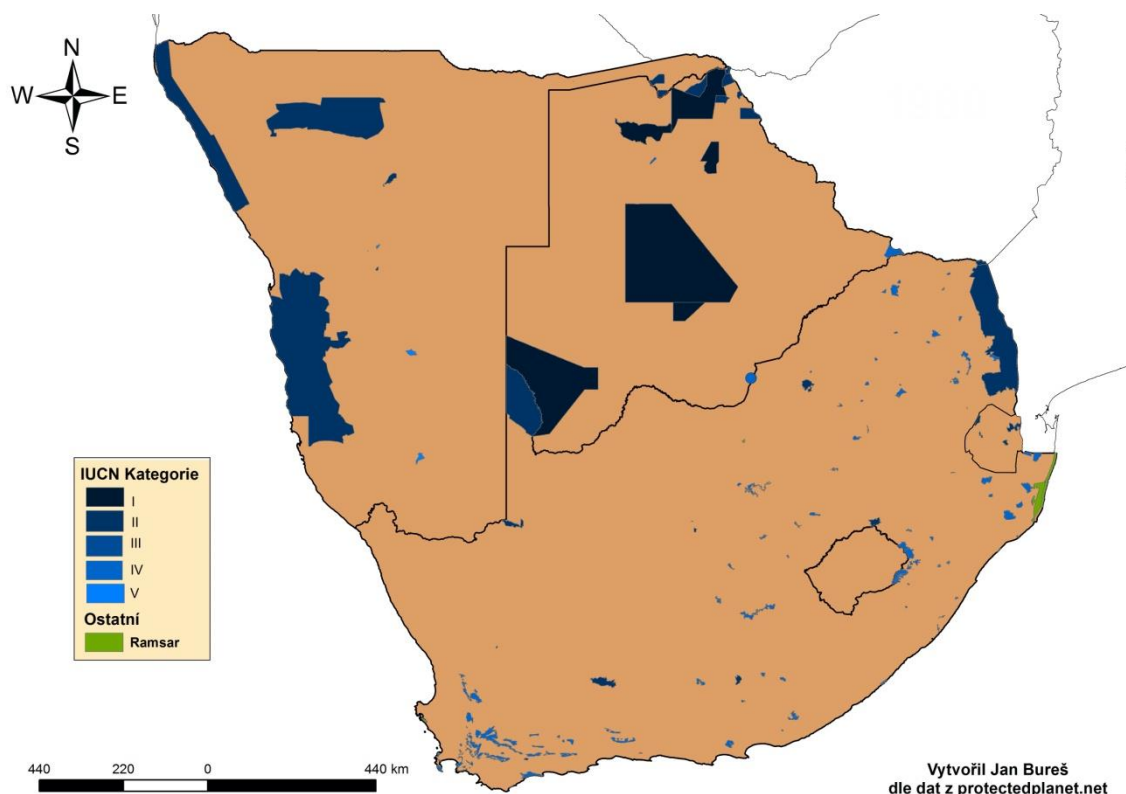 N
W E
S
IUCN Kategorie
I
II
III
IV
V
Ostatní
Ramsar
440 220 0 440 km
Vytvořil Jan Bureš
dle dat z protectedplanet.net